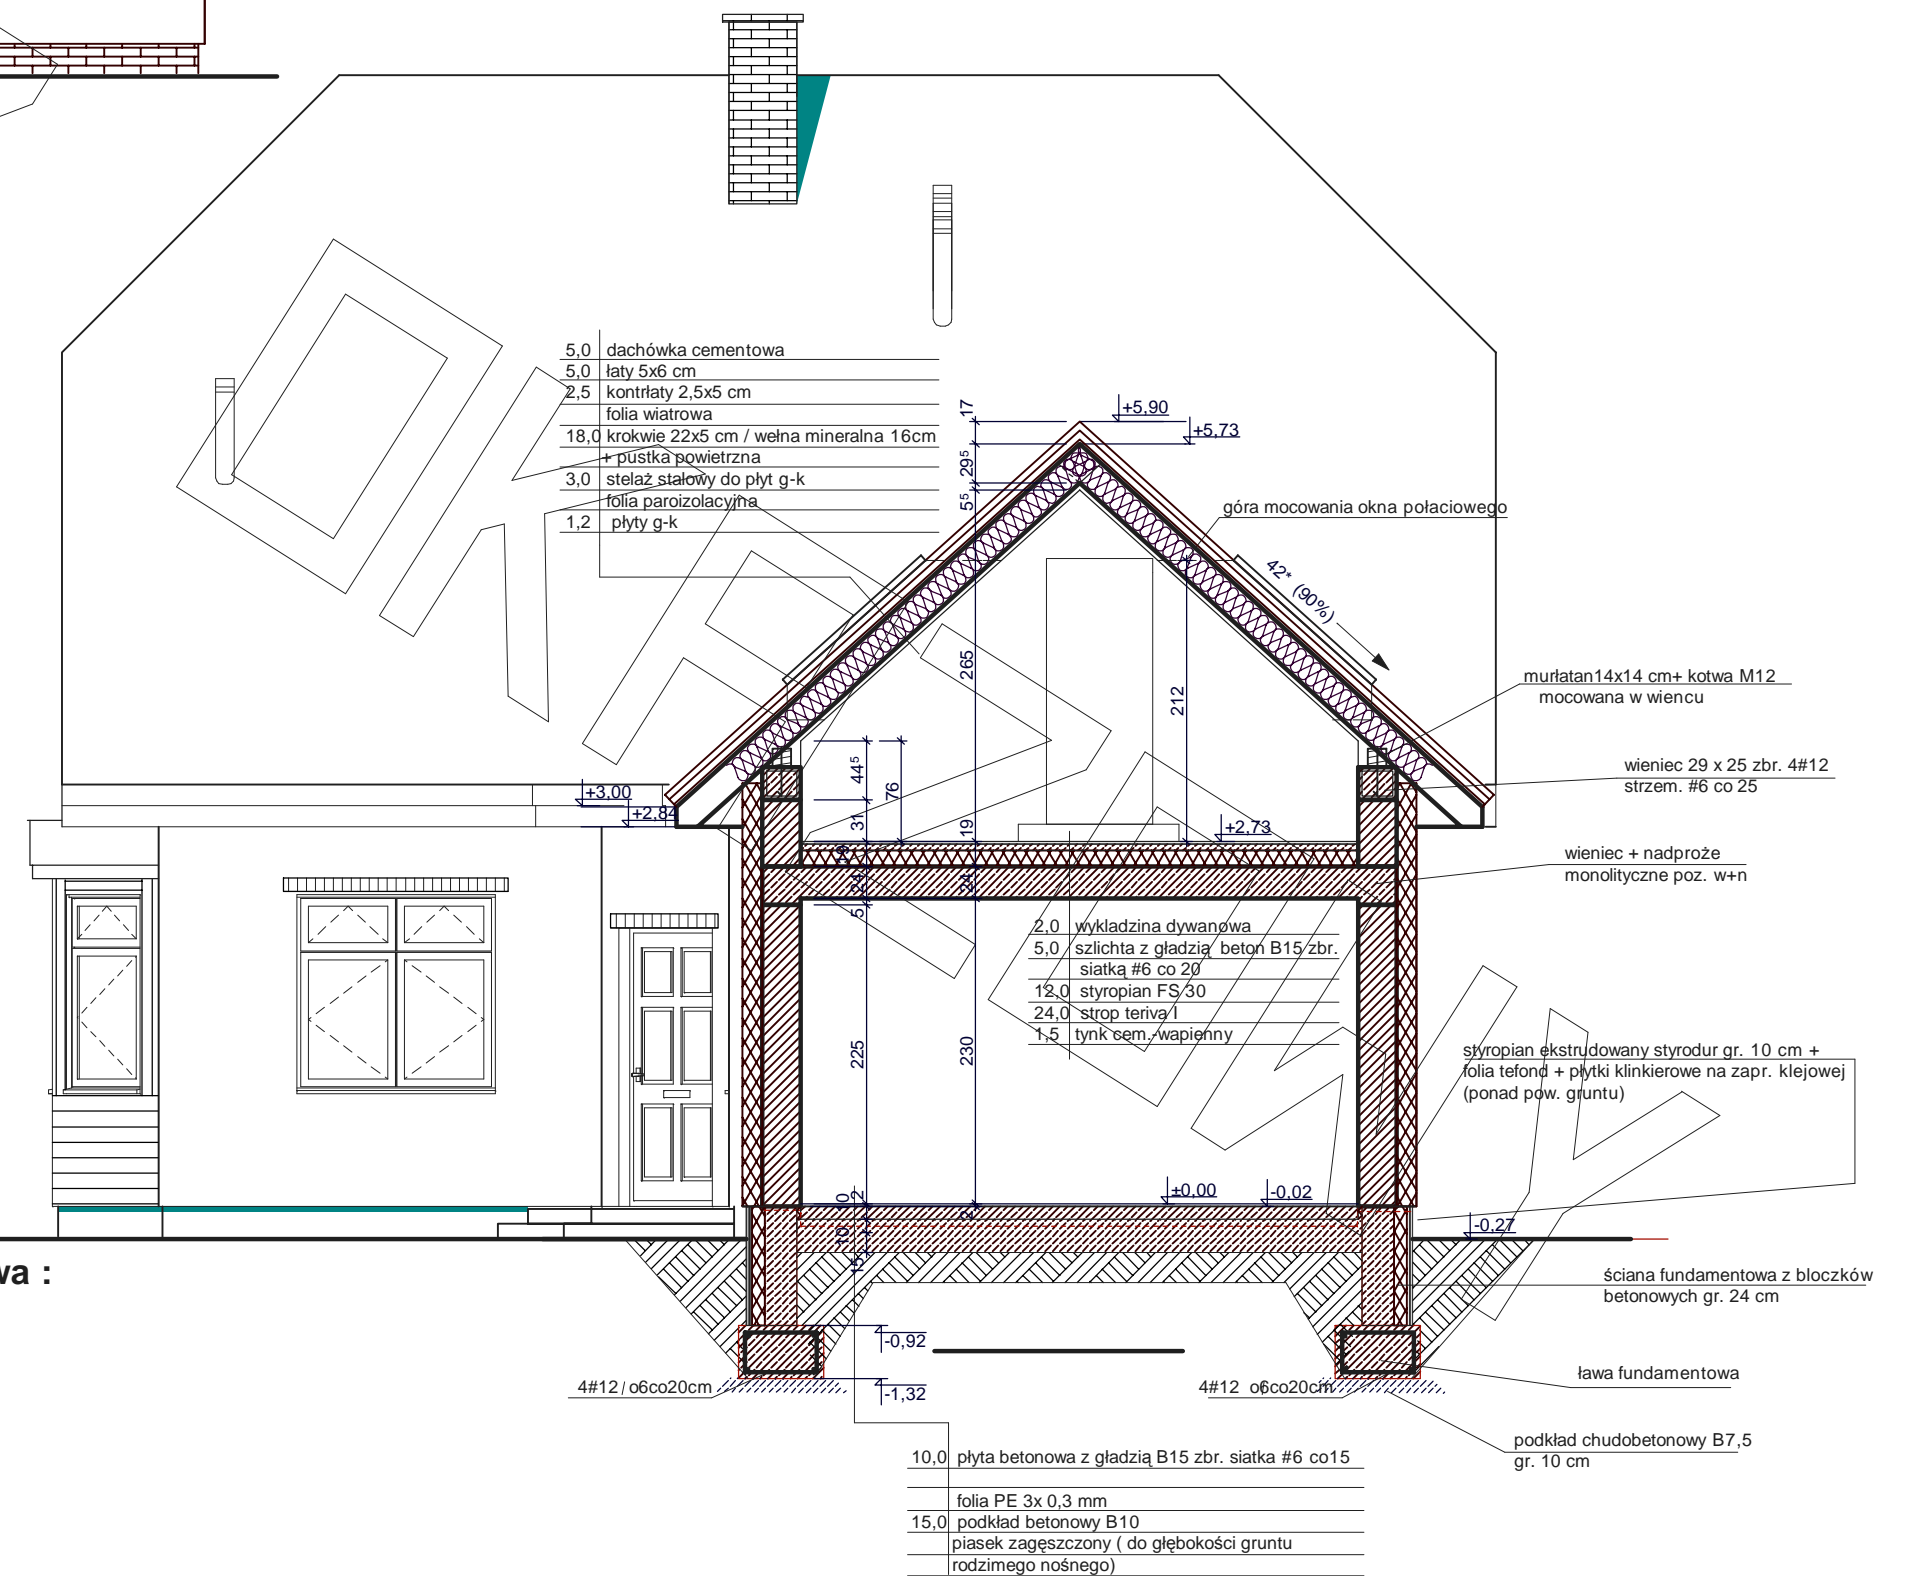 5,0 dachówka cementowa
5,0 łaty 5x6 cm
2,5 kontrłaty 2,5x5 cm
folia wiatrowa
18,0 krokwie 22x5 cm / wełna mineralna 16cm
+ pustka powietrzna
3,0 stelaż stalowy do płyt g-k
folia paroizolacyjna
1,2 płyty g-k
17
+5,90
+5,73
29⁵
5⁵
góra mocowania okna połaciowego
42* (90%)
265
212
murłatan14x14 cm+ kotwa M12
mocowana w wiencu
44⁵
76
31
19
wieniec 29 x 25 zbr. 4#12
strzem. #6 co 25
+3,00
+2,84
+2,73
19
24
24
5
wieniec + nadproże
monolityczne poz. w+n
2,0 wykladzina dywanowa
5,0 szlichta z gładzią beton B15 zbr.
siatką #6 co 20
12,0 styropian FS 30
24,0 strop teriva I
1,5 tynk cem.-wapienny
225
230
styropian ekstrudowany styrodur gr. 10 cm +
folia tefond + płytki klinkierowe na zapr. klejowej
(ponad pow. gruntu)
±0,00
-0,02
10
2
2
10
15
-0,27
wa :
ściana fundamentowa z bloczków
betonowych gr. 24 cm
-0,92
-1,32
4#12 / o6co20cm
4#12 o6co20cm
ława fundamentowa
podkład chudobetonowy B7,5
gr. 10 cm
10,0 płyta betonowa z gładzią B15 zbr. siatka #6 co15
folia PE 3x 0,3 mm
15,0 podkład betonowy B10
piasek zagęszczony ( do głębokości gruntu
rodzimego nośnego)